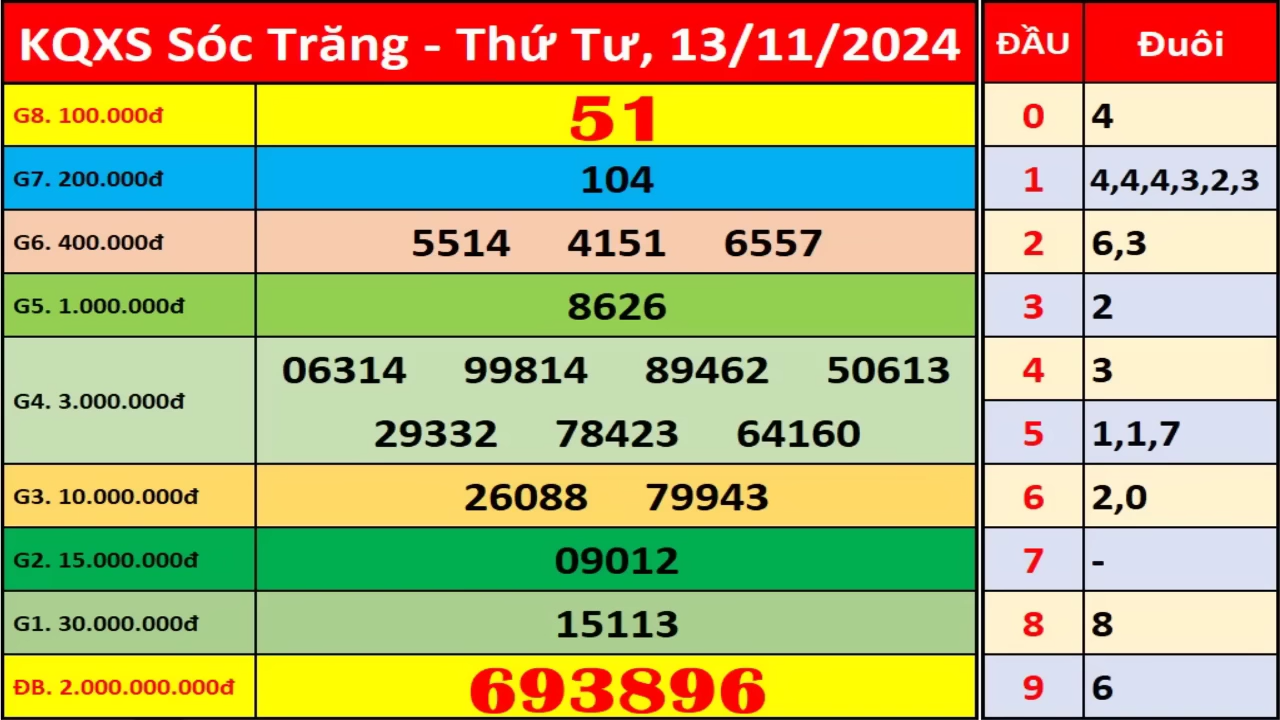 KQXS Sóc Trăng - Thứ Tư, 13/11/2024
G8. 100.000đ 51
G7. 200.000đ 104
G6. 400.000đ 5514 4151 6557
G5. 1.000.000đ 8626
G4. 3.000.000đ 06314 99814 89462 50613
29332 78423 64160
G3. 10.000.000đ 26088 79943
G2. 15.000.000đ 09012
G1. 30.000.000đ 15113
ĐB. 2.000.000.000đ 693896
ĐẦU Đuôi
0 4
1 4,4,4,3,2,3
2 6,3
3 2
4 3
5 1,1,7
6 2,0
7 -
8 8
9 6